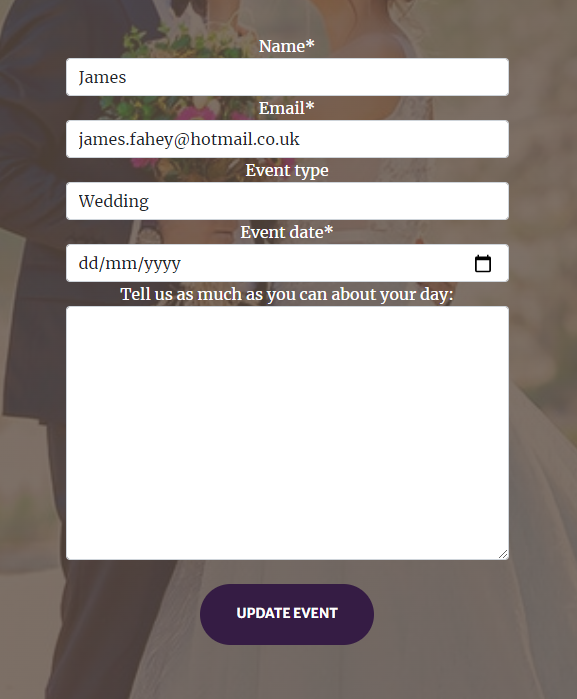 Name*
James
Email*
james.fahey@hotmail.co.uk
Event type
Wedding
Event date*
dd/mm/yyyy
Tell us as much as you can about your day:
UPDATE EVENT